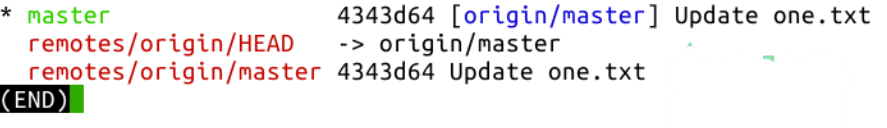 * master                4343d64 [origin/master] Update one.txt
  remotes/origin/HEAD   -> origin/master
  remotes/origin/master 4343d64 Update one.txt
(END)